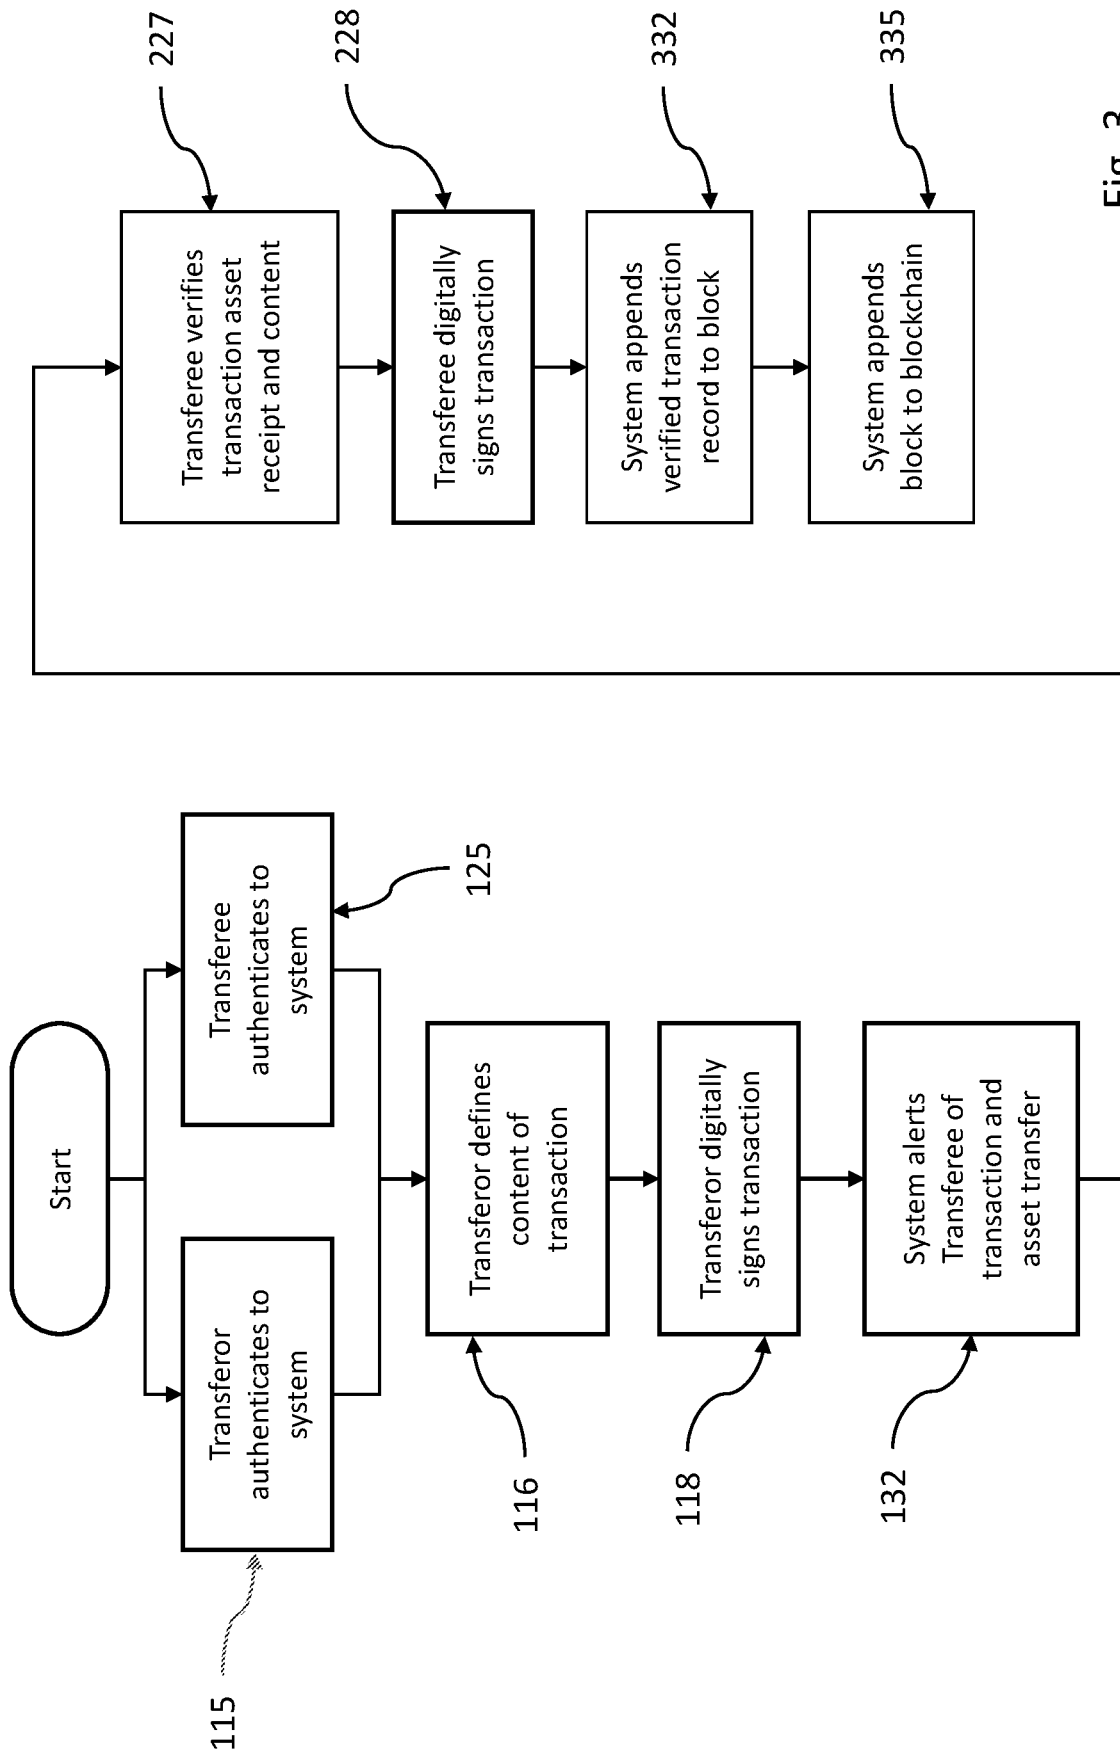 Start
Transferor
authenticates to
system
115
Transferee
authenticates to
system
125
Transferor defines
content of
transaction
116
Transferor digitally
signs transaction
118
System alerts
Transferee of
transaction and
asset transfer
132
Transferee verifies
transaction asset
receipt and content
227
Transferee digitally
signs transaction
228
System appends
verified transaction
record to block
332
System appends
block to blockchain
335
Fig. 3